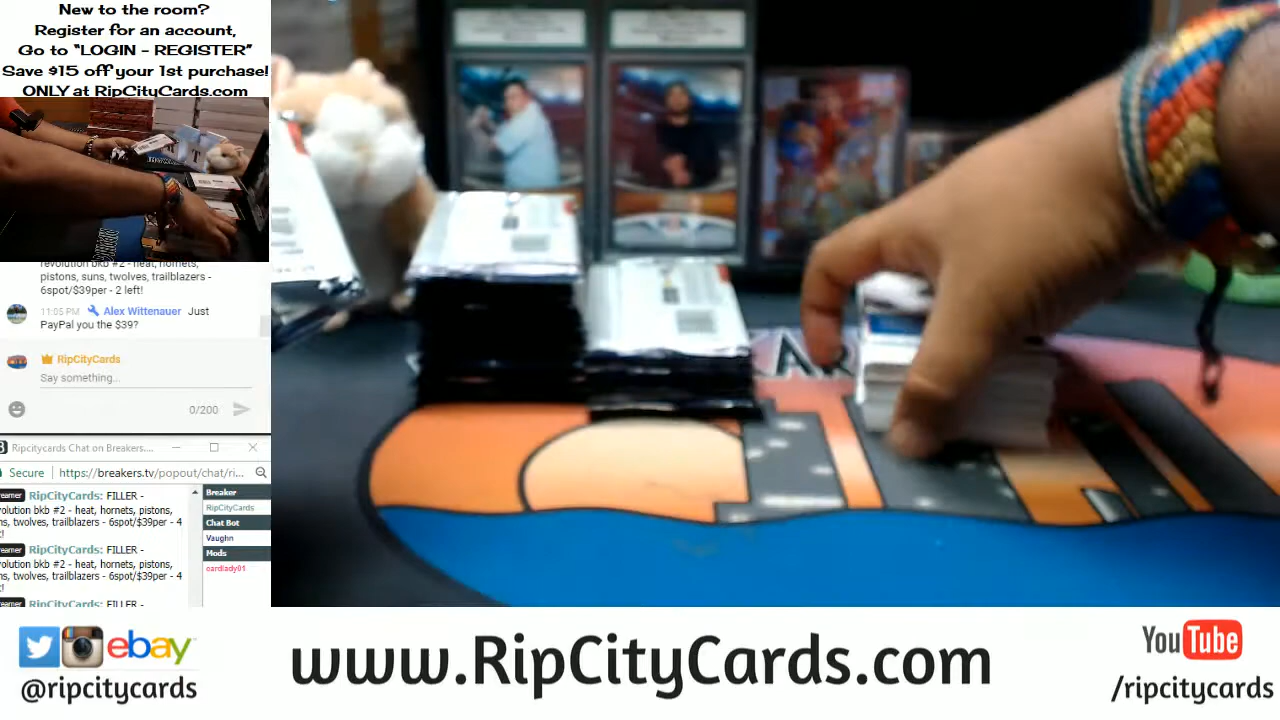 New to the room?
Register for an account,
Go to "LOGIN - REGISTER"
Save $15 off your 1st purchase!
ONLY at RipCityCards.com
revolution bkb #2 - heat, hornets,
pistons, suns, twolves, trailblazers -
6spot/$39per - 2 left!
11:05 PM Alex Wittenauer Just
PayPal you the $39?
RipCityCards
Say something...
0/200
Ripcitycards Chat on Breakers....
Secure https://breakers.tv/popout/chat/ri...
eamer RipCityCards: FILLER -
volution bkb #2 - heat, hornets, pistons,
ns, twolves, trailblazers - 6spot/$39per - 4
t!
eamer RipCityCards: FILLER -
volution bkb #2 - heat, hornets, pistons,
ns, twolves, trailblazers - 6spot/$39per - 4
t!
eamer RipCityCards: FILLER -
Breaker
RipCityCards
Chat Bot
Vaughn
Mods
cardlady01
ebay
@ripcitycards
www.RipCityCards.com
YouTube
/ripcitycards